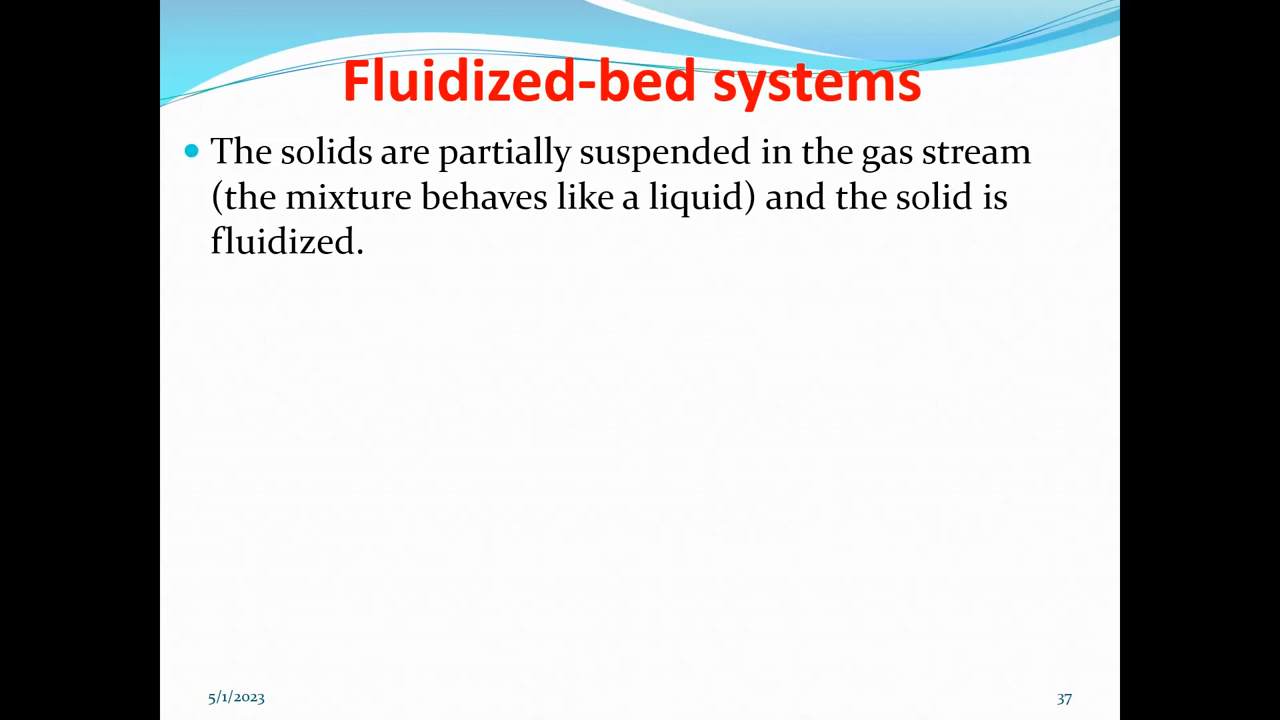 Fluidized-bed systems
• The solids are partially suspended in the gas stream
(the mixture behaves like a liquid) and the solid is
fluidized.
5/1/2023
37